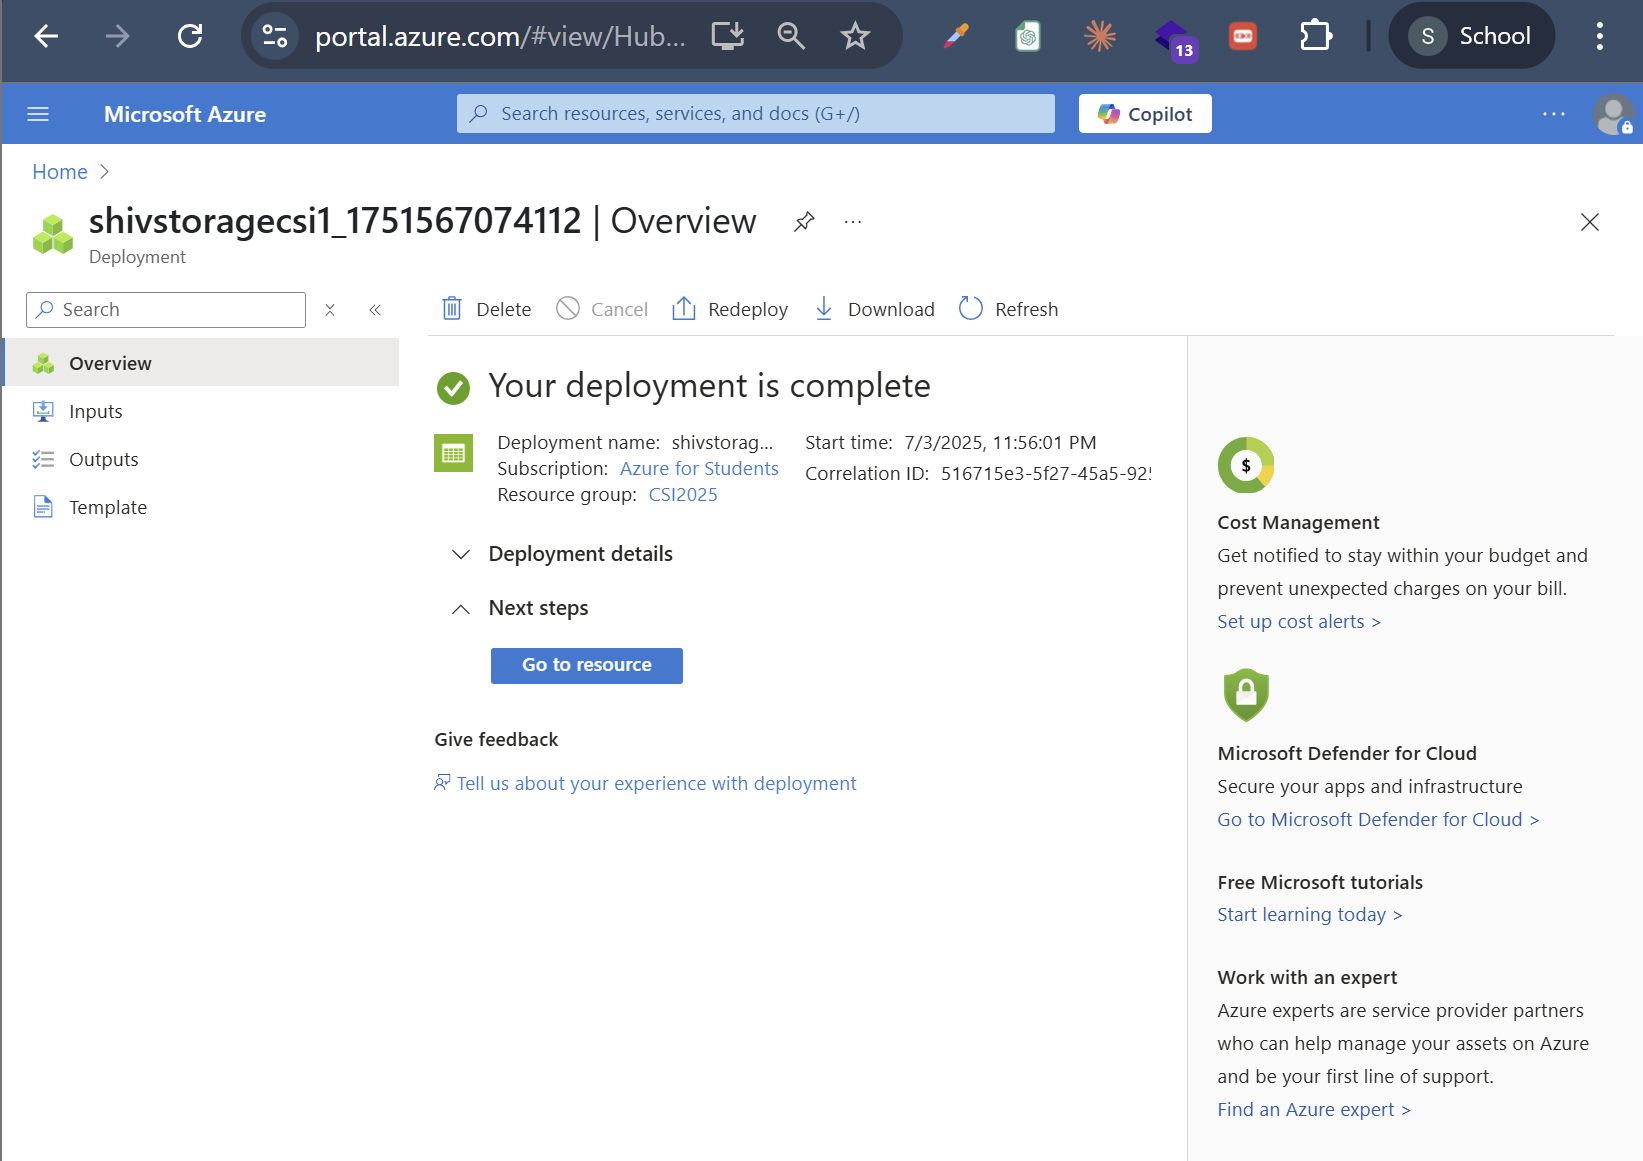 portal.azure.com/#view/Hub...
13
S School
Microsoft Azure
Search resources, services, and docs (G+/)
Copilot
Home
shivstoragecsi1_1751567074112 | Overview
Deployment
Search
Delete
Cancel
Redeploy
Download
Refresh
Overview
Inputs
Outputs
Template
Your deployment is complete
Deployment name: shivstorag...
Subscription: Azure for Students
Resource group: CSI2025
Start time: 7/3/2025, 11:56:01 PM
Correlation ID: 516715e3-5f27-45a5-925
Deployment details
Next steps
Go to resource
Give feedback
Tell us about your experience with deployment
$
Cost Management
Get notified to stay within your budget and
prevent unexpected charges on your bill.
Set up cost alerts >
Microsoft Defender for Cloud
Secure your apps and infrastructure
Go to Microsoft Defender for Cloud >
Free Microsoft tutorials
Start learning today >
Work with an expert
Azure experts are service provider partners
who can help manage your assets on Azure
and be your first line of support.
Find an Azure expert >